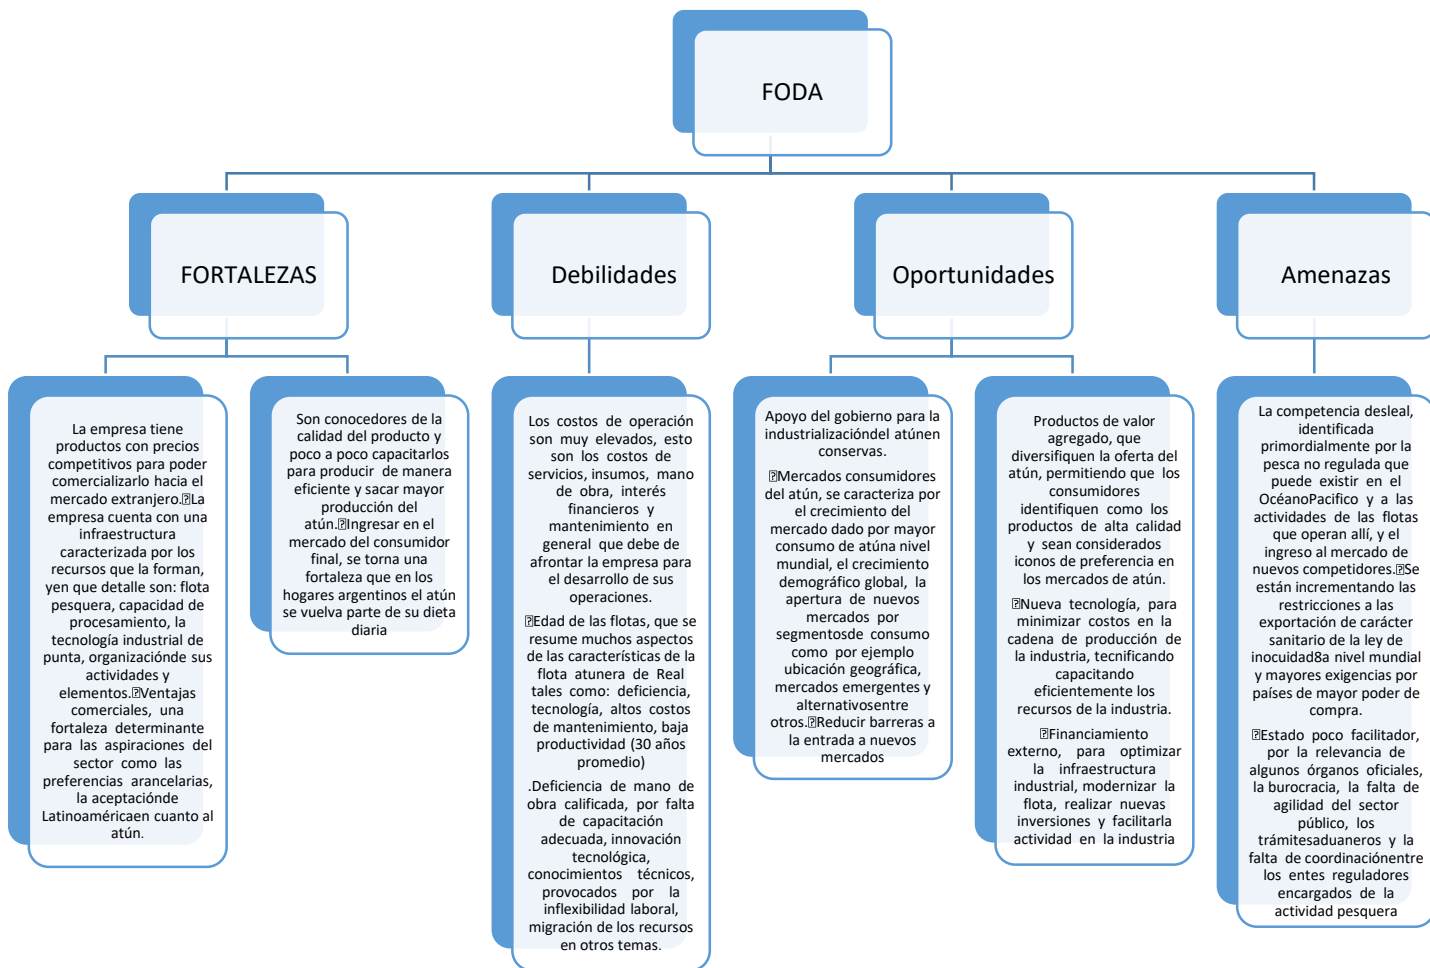 FODA
FORTALEZAS
Debilidades
Oportunidades
Amenazas
La empresa tiene
productos con precios
competitivos para poder
comercializarlo hacia el
mercado extranjero.⍰La
empresa cuenta con una
infraestructura
caracterizada por los
recursos que la forman,
yen que detalle son: flota
pesquera, capacidad de
procesamiento, la
tecnología industrial de
punta, organizaciónde sus
actividades y
elementos.⍰Ventajas
comerciales, una
fortaleza determinante
para las aspiraciones del
sector como las
preferencias arancelarias,
la aceptaciónde
Latinoaméricaen cuanto al
atún.
Son conocedores de la
calidad del producto y
poco a poco capacitarlos
para producir de manera
eficiente y sacar mayor
producción del
atún.⍰Ingresar en el
mercado del consumidor
final, se torna una
fortaleza que en los
hogares argentinos el atún
se vuelva parte de su dieta
diaria
Los costos de operación
son muy elevados, esto
son los costos de
servicios, insumos, mano
de obra, interés
financieros y
mantenimiento en
general que debe de
afrontar la empresa para
el desarrollo de sus
operaciones.
⍰Edad de las flotas, que se
resume muchos aspectos
de las características de la
flota atunera de Real
tales como: deficiencia,
tecnología, altos costos
de mantenimiento, baja
productividad (30 años
promedio)
.Deficiencia de mano de
obra calificada, por falta
de capacitación
adecuada, innovación
tecnológica,
conocimientos técnicos,
provocados por la
inflexibilidad laboral,
migración de los recursos
en otros temas.
Apoyo del gobierno para la
industrializacióndel atúnen
conservas.
⍰Mercados consumidores
del atún, se caracteriza por
el crecimiento del
mercado dado por mayor
consumo de atúna nivel
mundial, el crecimiento
demográfico global, la
apertura de nuevos
mercados por
segmentosde consumo
como por ejemplo
ubicación geográfica,
mercados emergentes y
alternativosentre
otros.⍰Reducir barreras a
la entrada a nuevos
mercados
Productos de valor
agregado, que
diversifiquen la oferta del
atún, permitiendo que los
consumidores
identifiquen como los
productos de alta calidad
y sean considerados
iconos de preferencia en
los mercados de atún.
⍰Nueva tecnología, para
minimizar costos en la
cadena de producción de
la industria, tecnificando
capacitando
eficientemente los
recursos de la industria.
⍰Financiamiento
externo, para optimizar
la infraestructura
industrial, modernizar la
flota, realizar nuevas
inversiones y facilitarla
actividad en la industria
La competencia desleal,
identificada
primordialmente por la
pesca no regulada que
puede existir en el
OcéanoPacifico y a las
actividades de las flotas
que operan allí, y el
ingreso al mercado de
nuevos competidores.⍰Se
están incrementando las
restricciones a las
exportación de carácter
sanitario de la ley de
inocuidad8a nivel mundial
y mayores exigencias por
países de mayor poder de
compra.
⍰Estado poco facilitador,
por la relevancia de
algunos órganos oficiales,
la burocracia, la falta de
agilidad del sector
público, los
trámitesaduaneros y la
falta de coordinaciónentre
los entes reguladores
encargados de la
actividad pesquera